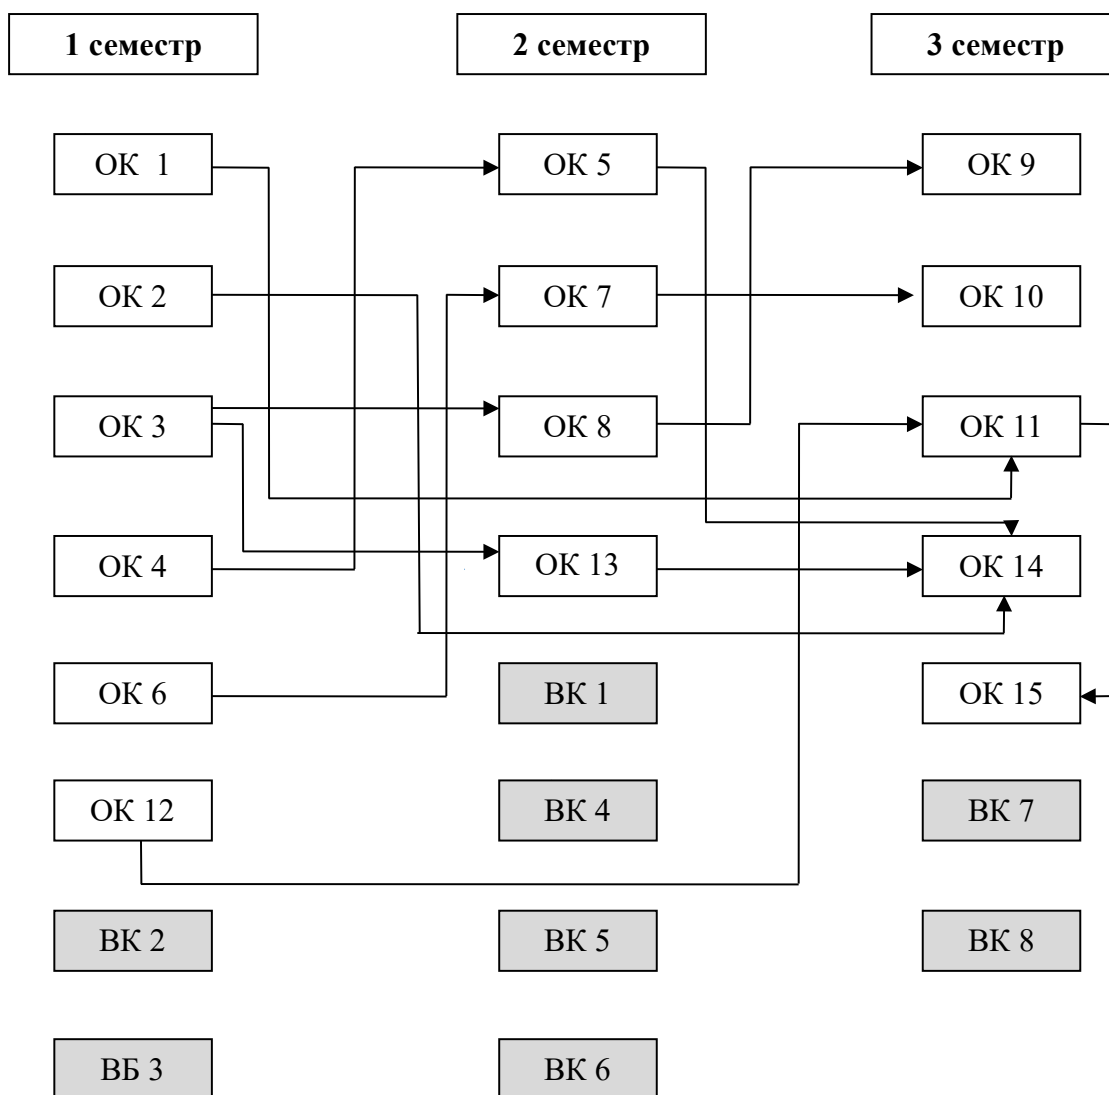 1 семестр 2 семестр 3 семестр
ОК 1 ОК 5 ОК 9
ОК 2 ОК 7 ОК 10
ОК 3 ОК 8 ОК 11
ОК 4 ОК 13 ОК 14
ОК 6 ВК 1 ОК 15
ОК 12 ВК 4 ВК 7
ВК 2 ВК 5 ВК 8
ВБ 3 ВК 6